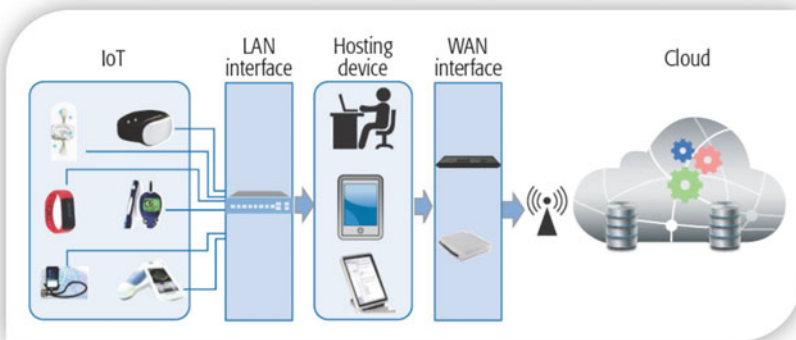 IoT
LAN
interface
Hosting
device
WAN
interface
Cloud